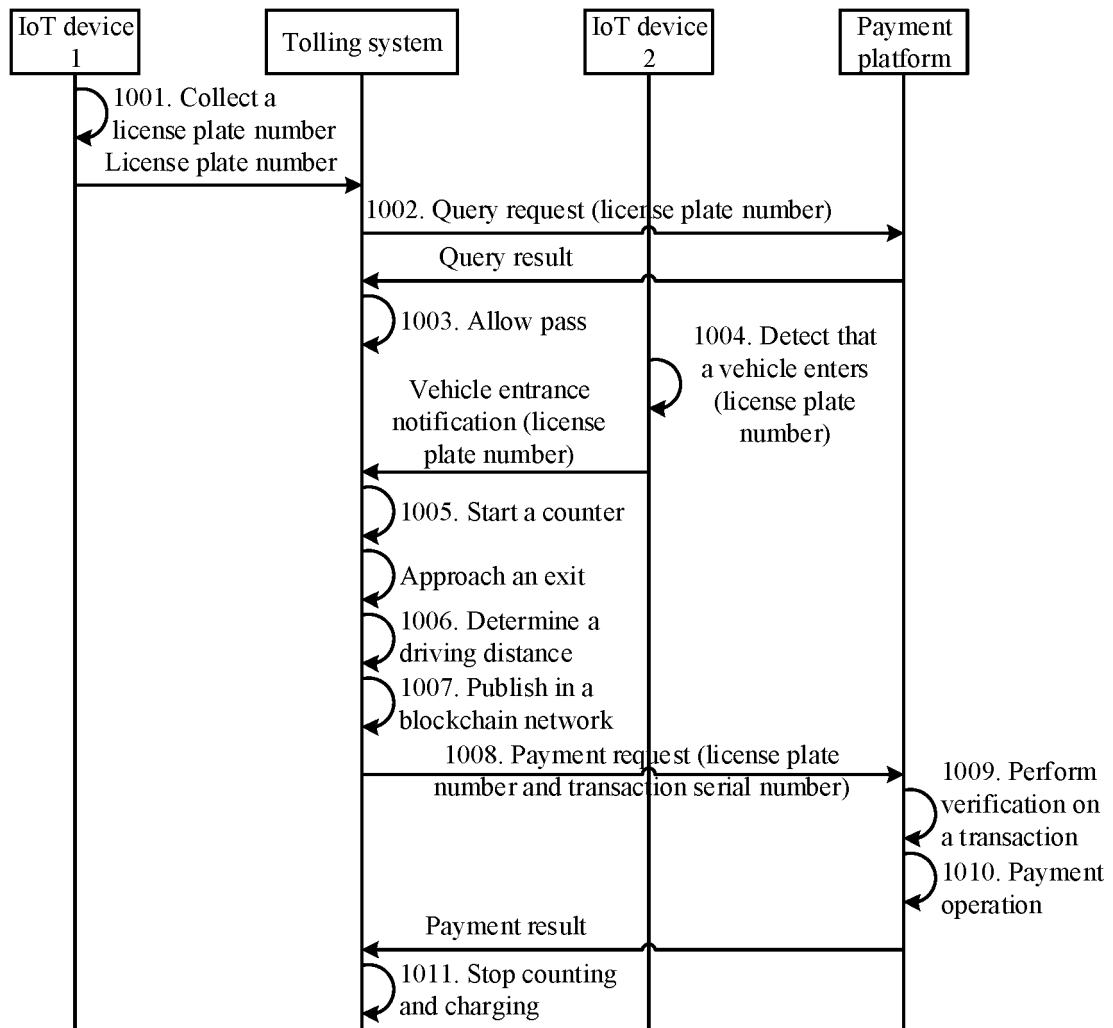 IoT device
1
Tolling system
IoT device
2
Payment
platform
1001. Collect a
license plate number
License plate number
1002. Query request (license plate number)
Query result
1003. Allow pass
1004. Detect that
a vehicle enters
(license plate
number)
Vehicle entrance
notification (license
plate number)
1005. Start a counter
Approach an exit
1006. Determine a
driving distance
1007. Publish in a
blockchain network
1008. Payment request (license plate
number and transaction serial number)
1009. Perform
verification on
a transaction
1010. Payment
operation
Payment result
1011. Stop counting
and charging